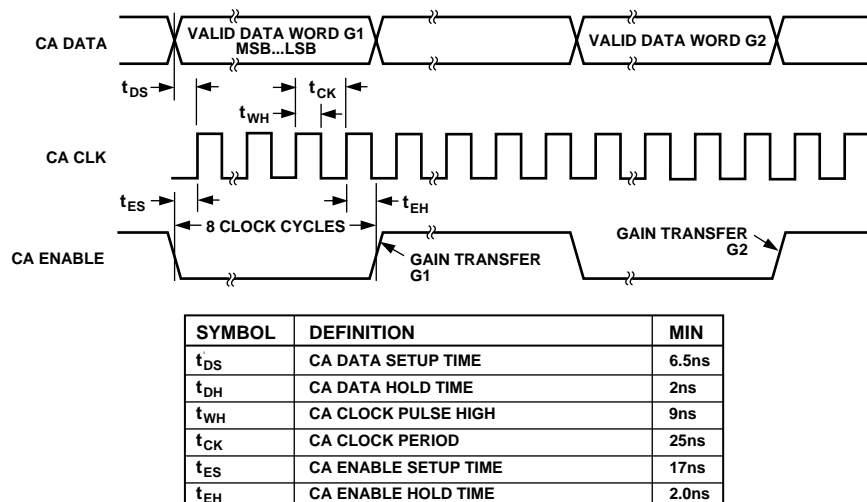 CA DATA
VALID DATA WORD G1
MSB...LSB
VALID DATA WORD G2
tDS
tCK
tWH
CA CLK
tES
8 CLOCK CYCLES
tEH
CA ENABLE
GAIN TRANSFER
G1
GAIN TRANSFER
G2
SYMBOL DEFINITION MIN
tDS CA DATA SETUP TIME 6.5ns
tDH CA DATA HOLD TIME 2ns
tWH CA CLOCK PULSE HIGH 9ns
tCK CA CLOCK PERIOD 25ns
tES CA ENABLE SETUP TIME 17ns
tEH CA ENABLE HOLD TIME 2.0ns